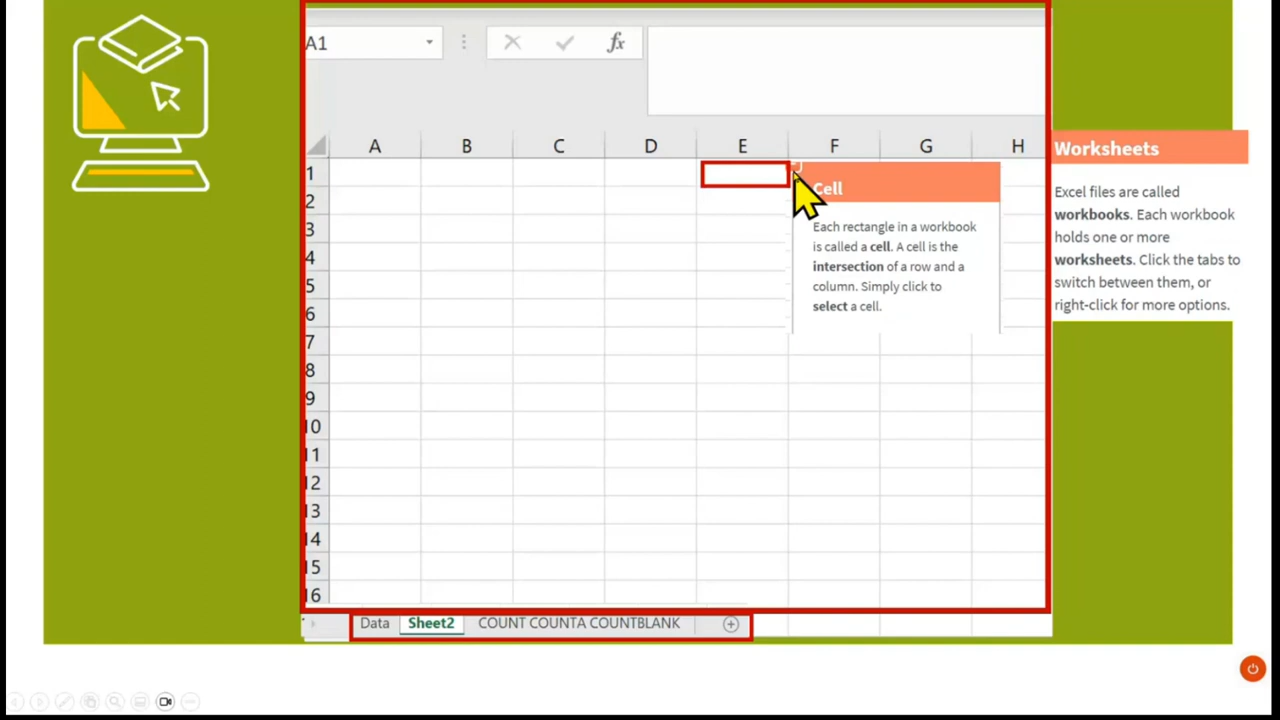 A1
fx
A B C D E F G H
1
2
3
4
5
6
7
8
9
10
11
12
13
14
15
16
Cell
Each rectangle in a workbook
is called a cell. A cell is the
intersection of a row and a
column. Simply click to
select a cell.
Worksheets
Excel files are called
workbooks. Each workbook
holds one or more
worksheets. Click the tabs to
switch between them, or
right-click for more options.
Data Sheet2 COUNT COUNTA COUNTBLANK